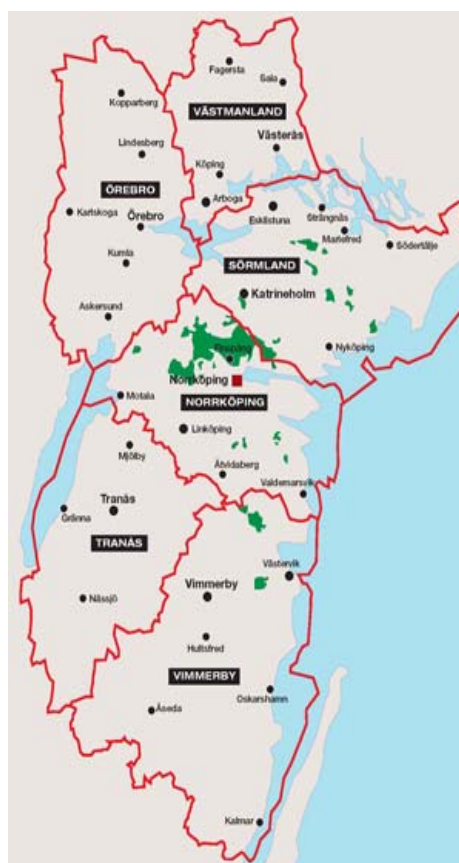 Fagersta
Sala
Kopparberg
VÄSTMANLAND
Lindesberg
Västerås
Köping
ÖREBRO
Arboga
Karlskoga
Örebro
Eskilstuna
Strängnäs
Mariefred
Södertälje
Kumla
SÖRMLAND
Katrineholm
Askersund
Nyköping
Finspång
Norrköping
Motala
NORRKÖPING
Linköping
Mjölby
Åtvidaberg
Valdemarsvik
Tranås
Gränna
TRANÅS
Västervik
Vimmerby
Nässjö
Hultsfred
VIMMERBY
Oskarshamn
Åseda
Kalmar